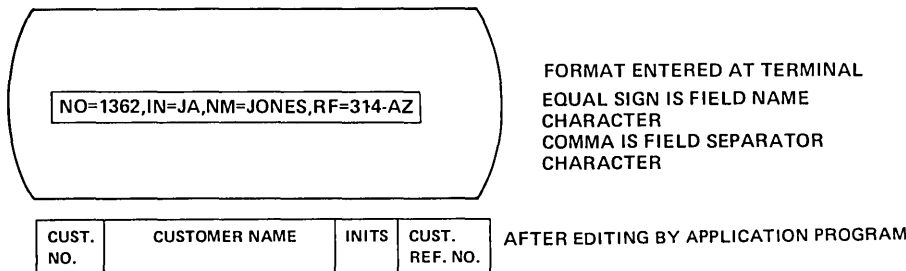 NO=1362,IN=JA,NM=JONES,RF=314-AZ
FORMAT ENTERED AT TERMINAL
EQUAL SIGN IS FIELD NAME
CHARACTER
COMMA IS FIELD SEPARATOR
CHARACTER
CUST. NO.
CUSTOMER NAME
INITS
CUST. REF. NO.
AFTER EDITING BY APPLICATION PROGRAM